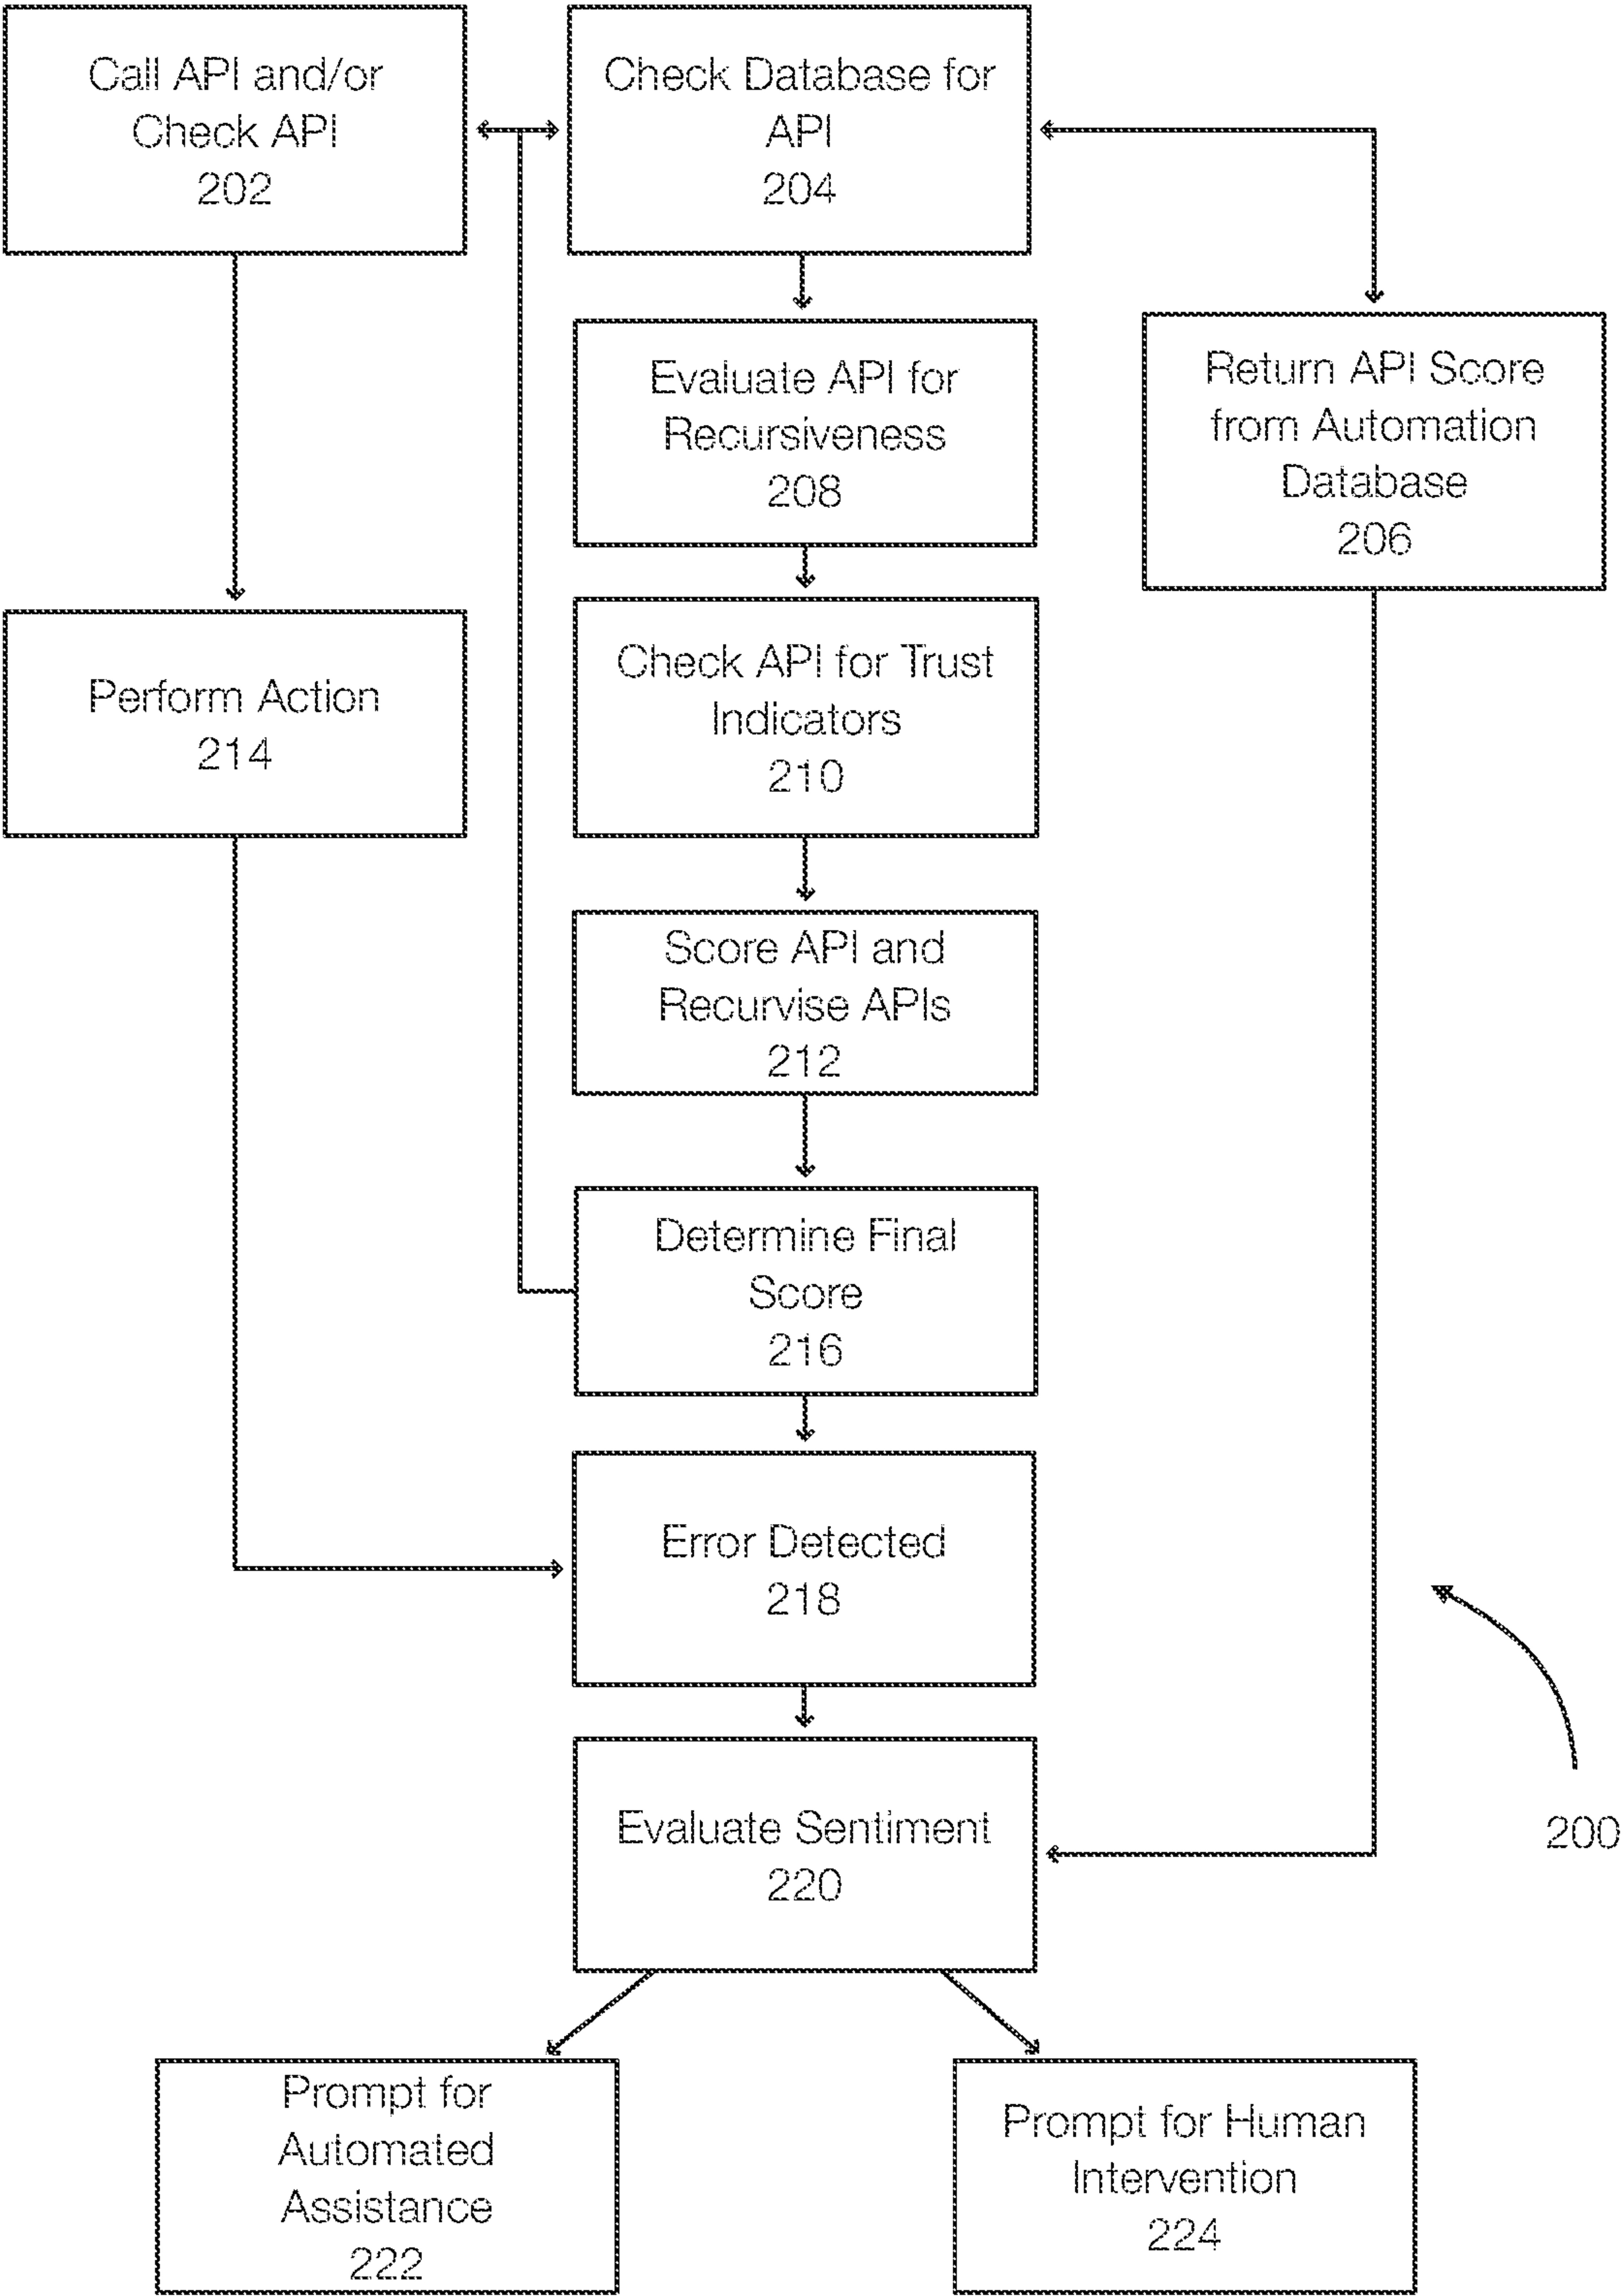 Call API and/or
Check API
202
Check Database for
API
204
Evaluate API for
Recursiveness
208
Return API Score
from Automation
Database
206
Perform Action
214
Check API for Trust
Indicators
210
Score API and
Recurvise APIs
212
Determine Final
Score
216
Error Detected
218
Evaluate Sentiment
220
200
Prompt for
Automated
Assistance
222
Prompt for Human
Intervention
224